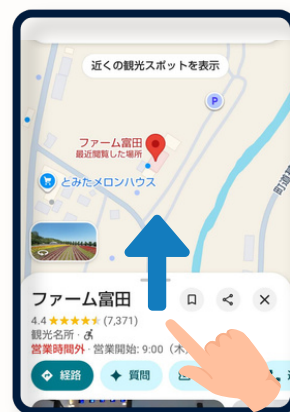 近くの観光スポットを表示
P
ファーム富田
最近閲覧した場所
とみたメロンハウス
町道
ファーム富田
4.4 ★★★★★ (7,371)
観光名所 ·
営業時間外 · 営業開始: 9:00 (木
経路
質問